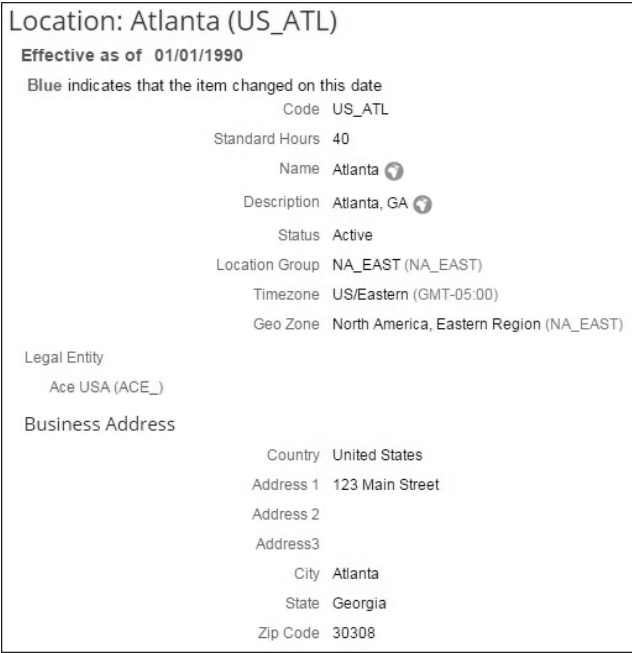 Location: Atlanta (US_ATL)
Effective as of 01/01/1990
Blue indicates that the item changed on this date
Code US_ATL
Standard Hours 40
Name Atlanta
Description Atlanta, GA
Status Active
Location Group NA_EAST (NA_EAST)
Timezone US/Eastern (GMT-05:00)
Geo Zone North America, Eastern Region (NA_EAST)
Legal Entity
Ace USA (ACE_)
Business Address
Country United States
Address 1 123 Main Street
Address 2
Address3
City Atlanta
State Georgia
Zip Code 30308